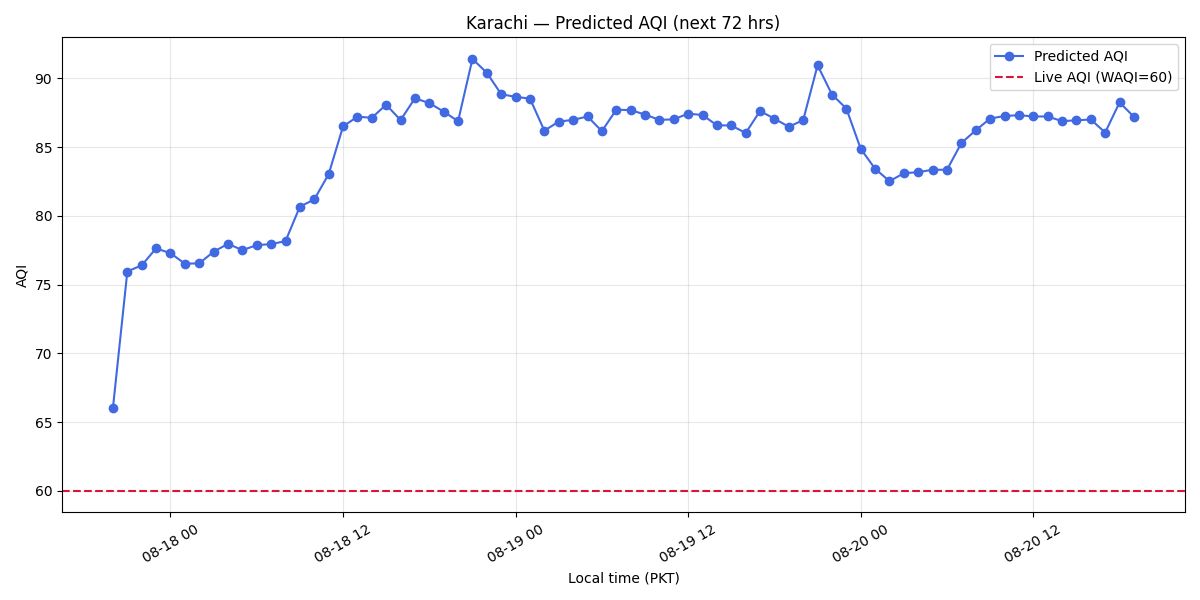 Karachi — Predicted AQI (next 72 hrs)
Predicted AQI
Live AQI (WAQI=60)
AQI
90
85
80
75
70
65
60
08-18 00
08-18 12
08-19 00
08-19 12
08-20 00
08-20 12
Local time (PKT)